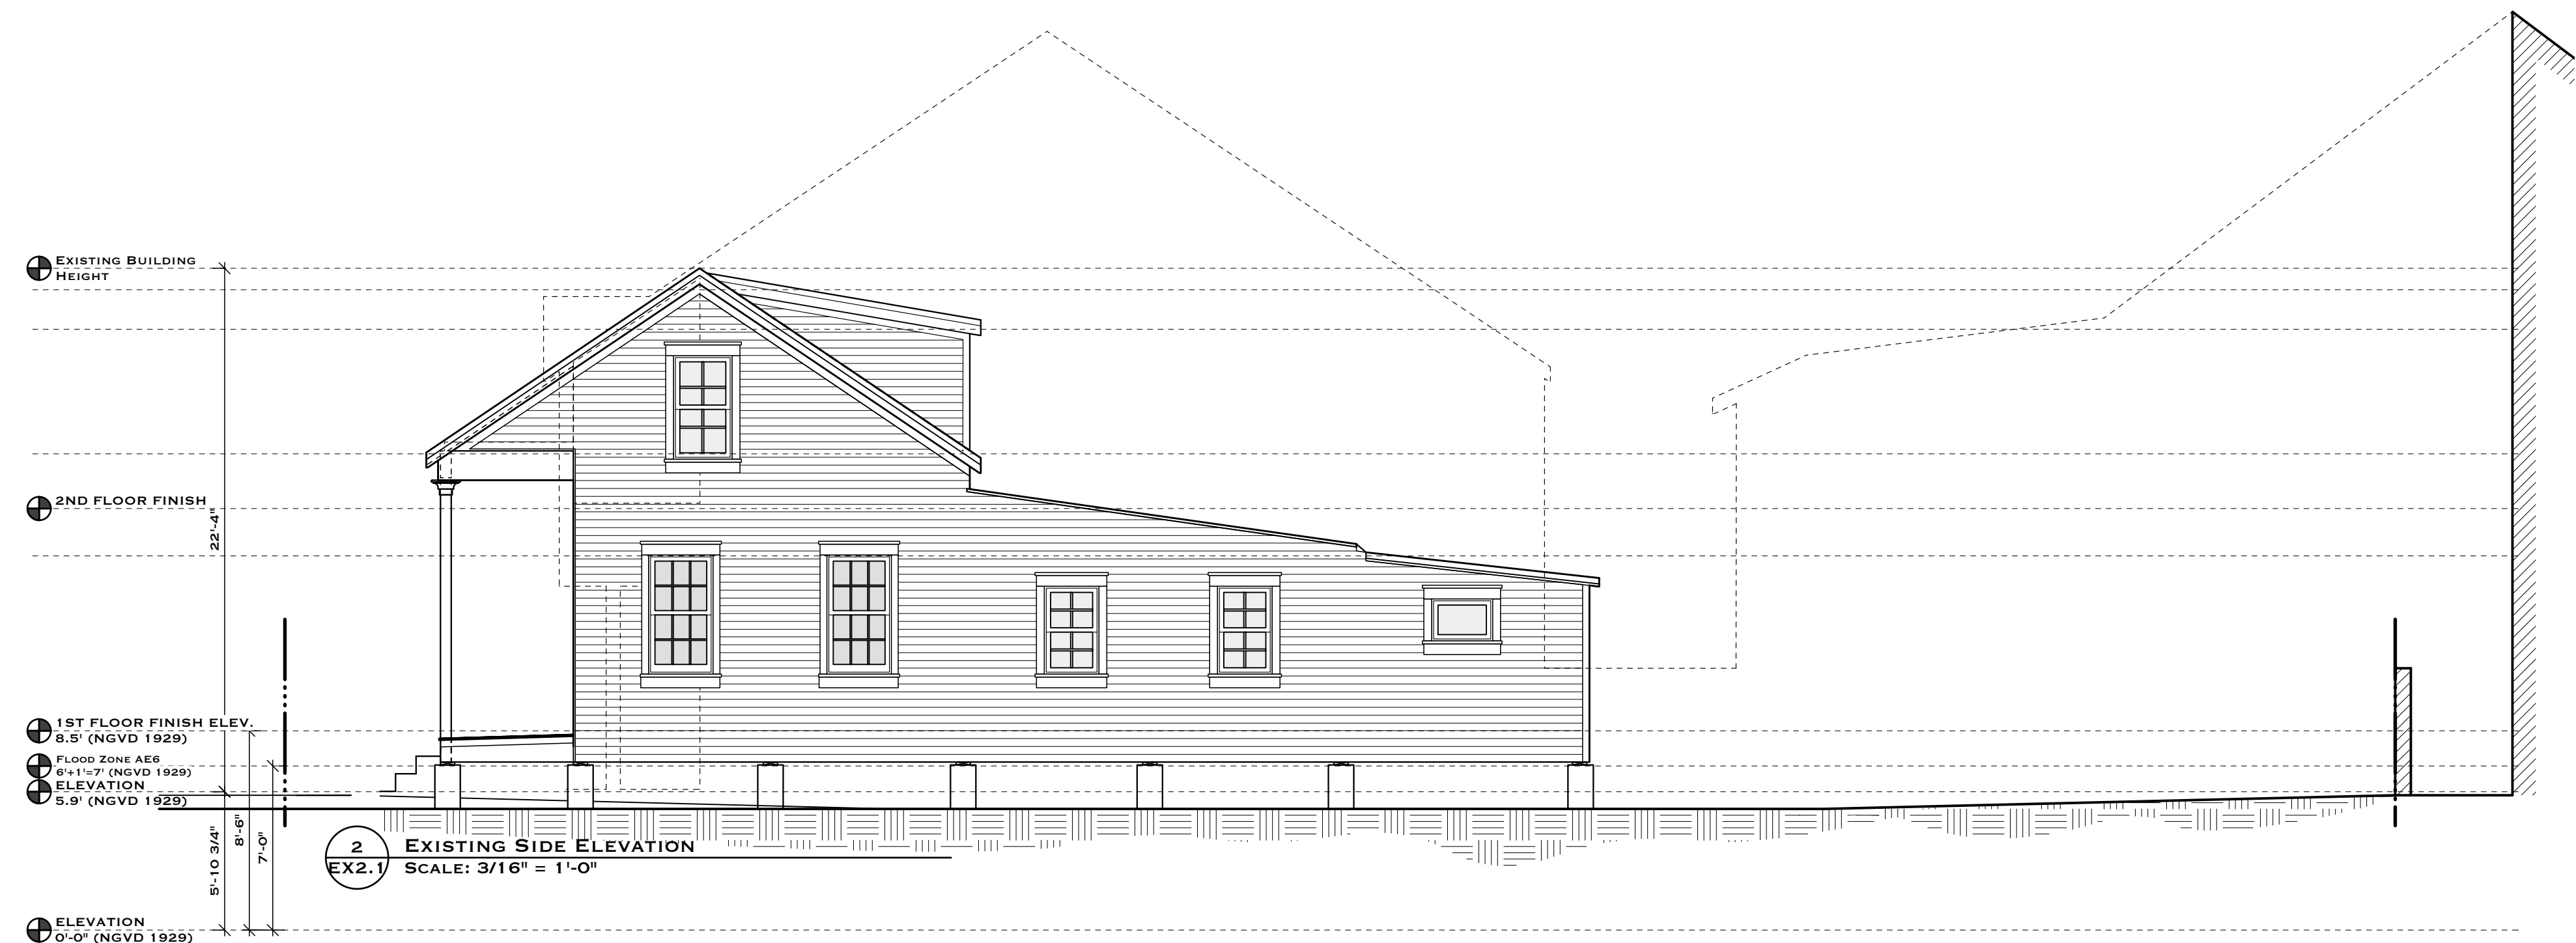 Existing Building
Height
2ND FLOOR FINISH
22'-4"
1ST FLOOR FINISH ELEV.
8.5' (NGVD 1929)
Flood Zone AE6
6'+1'=7' (NGVD 1929)
ELEVATION
5.9' (NGVD 1929)
5'-10 3/4"
8'-6"
7'-0"
2
EX2.1
Existing Side Elevation
Scale: 3/16" = 1'-0"
ELEVATION
0'-0" (NGVD 1929)